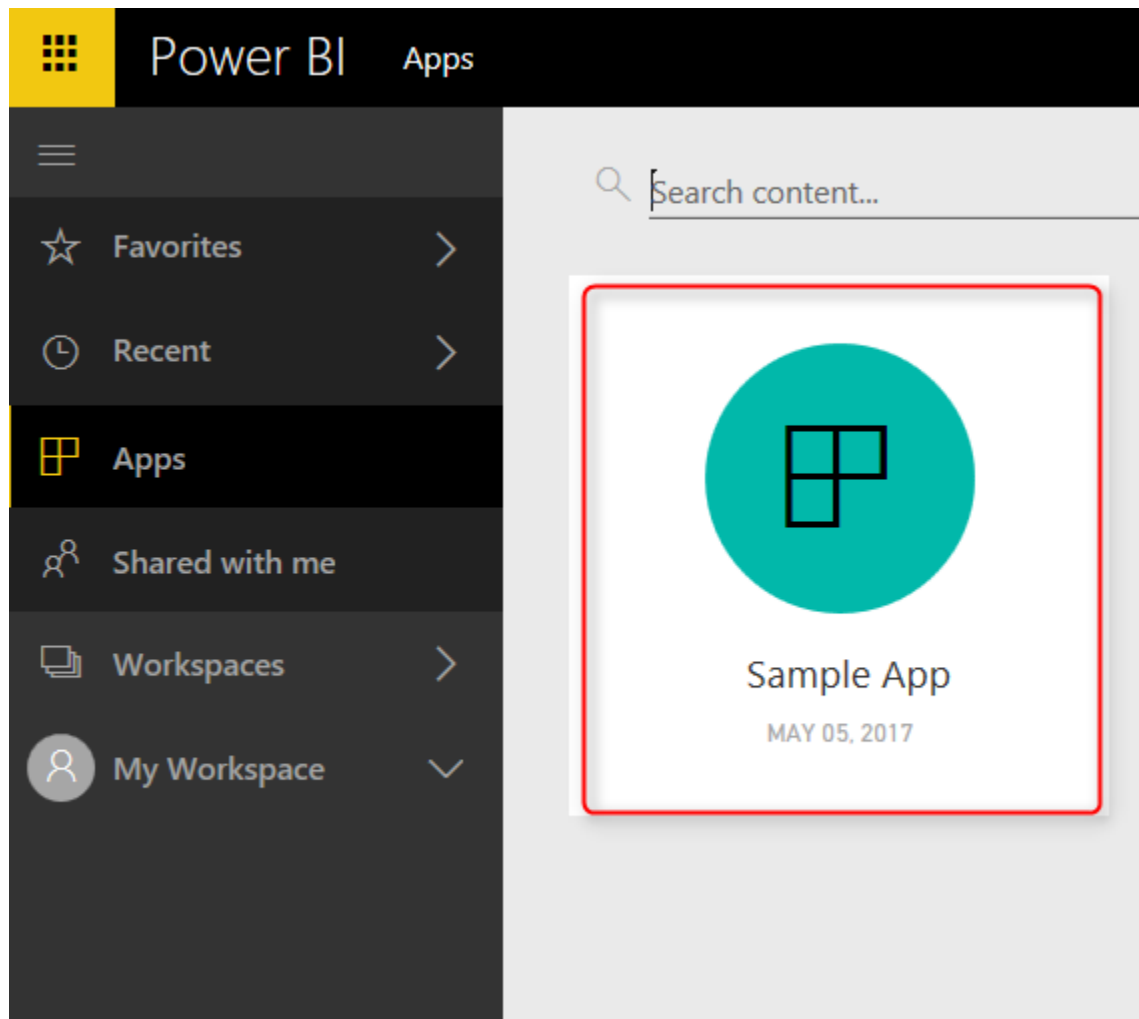 Power BI Apps
Search content...
Favorites
Recent
Apps
Shared with me
Workspaces
My Workspace
Sample App
MAY 05, 2017